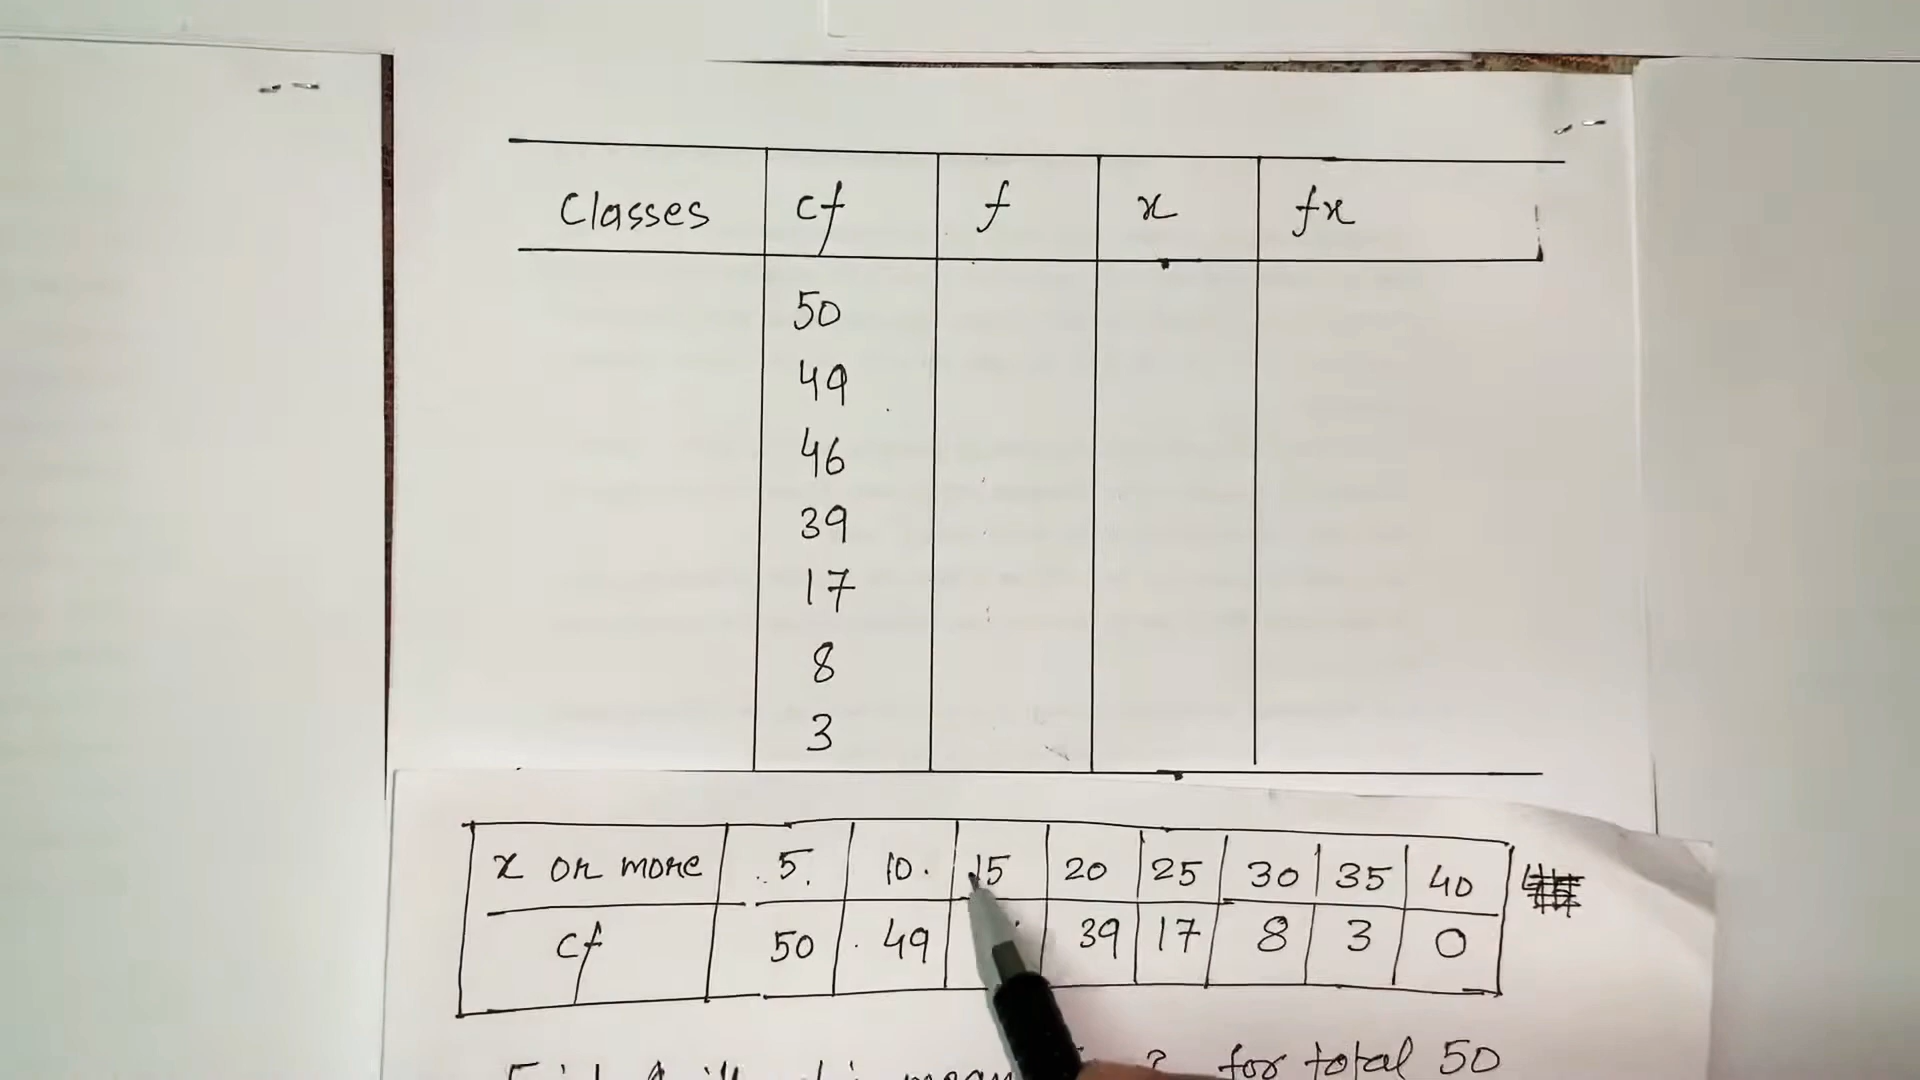 Classes cf f x fx
50
49
46
39
17
8
3
x or more 5. 10. 15 20 25 30 35 40
cf 50 49 39 17 8 3 0
for total 50